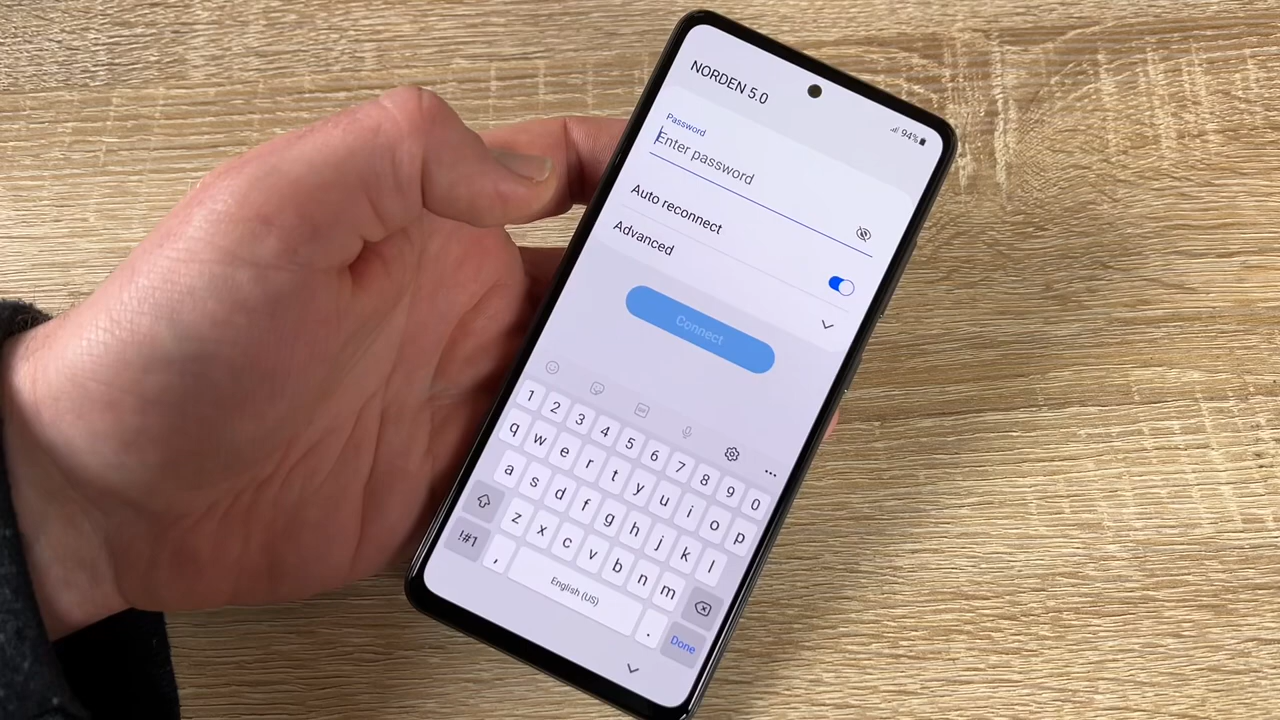 NORDEN 5.0
94%
Password
Enter password
Auto reconnect
Advanced
Connect
1 2 3 4 5 6 7 8 9 0
q w e r t y u i o p
a s d f g h j k l
z x c v b n m
!#1 , English (US) . Done